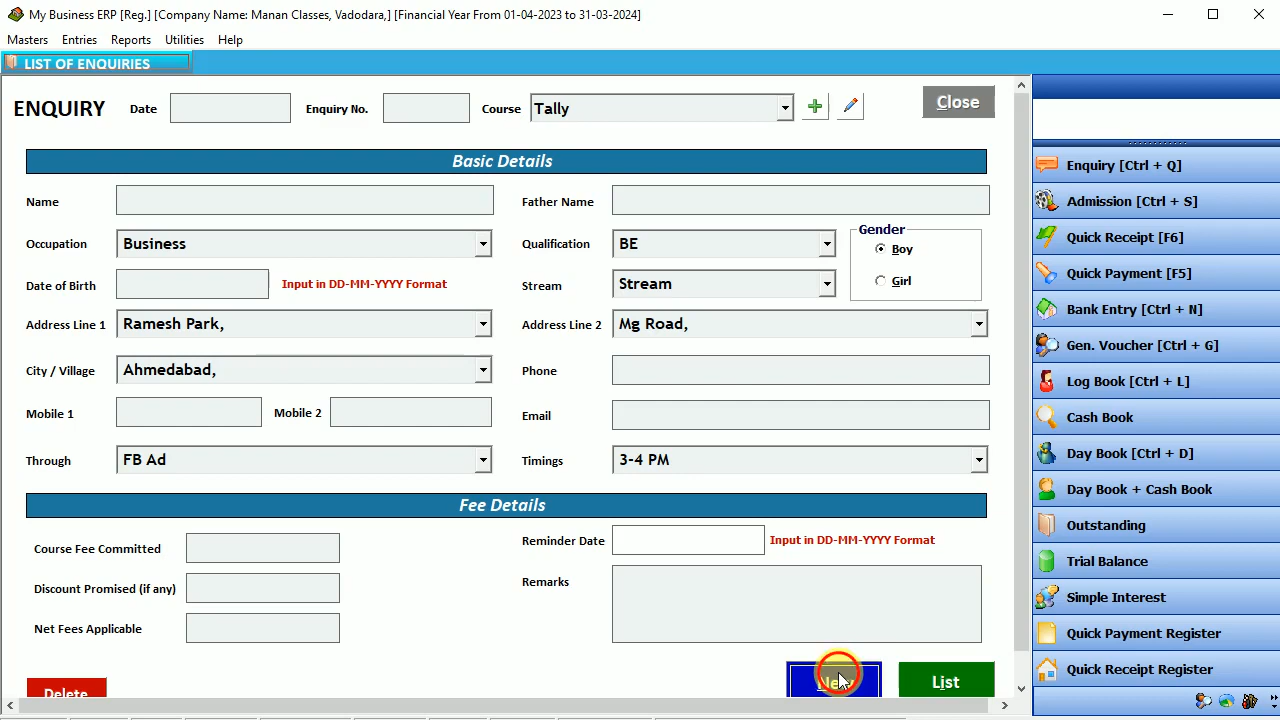 My Business ERP [Reg.] [Company Name: Manan Classes, Vadodara,] [Financial Year From 01-04-2023 to 31-03-2024]
Masters Entries Reports Utilities Help
LIST OF ENQUIRIES
ENQUIRY Date Enquiry No. Course Tally Close
Basic Details
Name Father Name
Occupation Business Qualification BE Gender Boy
Date of Birth Input in DD-MM-YYYY Format Stream Stream Girl
Address Line 1 Ramesh Park, Address Line 2 Mg Road,
City / Village Ahmedabad, Phone
Mobile 1 Mobile 2 Email
Through FB Ad Timings 3-4 PM
Fee Details
Course Fee Committed Reminder Date Input in DD-MM-YYYY Format
Discount Promised (if any) Remarks
Net Fees Applicable
Delete New List
Enquiry [Ctrl + Q]
Admission [Ctrl + S]
Quick Receipt [F6]
Quick Payment [F5]
Bank Entry [Ctrl + N]
Gen. Voucher [Ctrl + G]
Log Book [Ctrl + L]
Cash Book
Day Book [Ctrl + D]
Day Book + Cash Book
Outstanding
Trial Balance
Simple Interest
Quick Payment Register
Quick Receipt Register